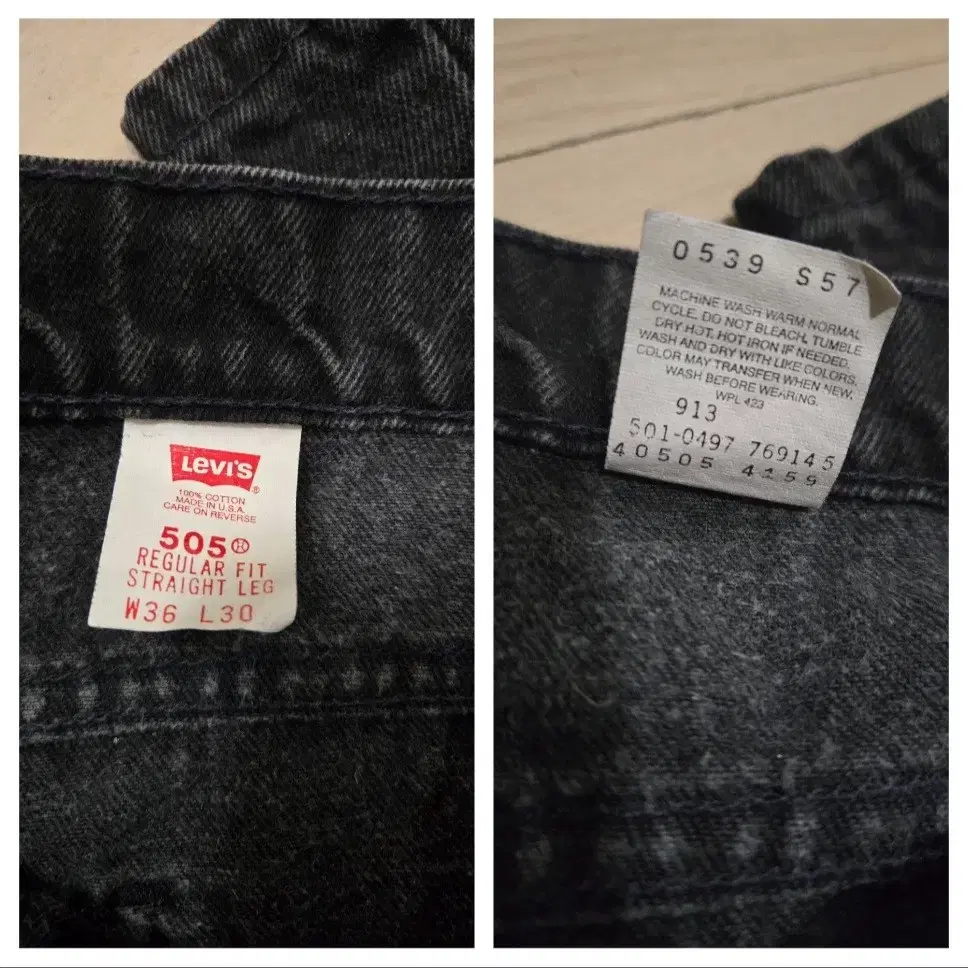 LEVI'S
®
100% COTTON
MADE IN U.S.A.
CARE ON REVERSE
505®
REGULAR FIT
STRAIGHT LEG
W36 L30
0539 S57
MACHINE WASH WARM NORMAL
CYCLE. DO NOT BLEACH, TUMBLE
DRY HOT. HOT IRON IF NEEDED.
WASH AND DRY WITH LIKE COLORS.
COLOR MAY TRANSFER WHEN NEW.
WASH BEFORE WEARING.
WPL 423
913
501-0497 769145
40505 4159